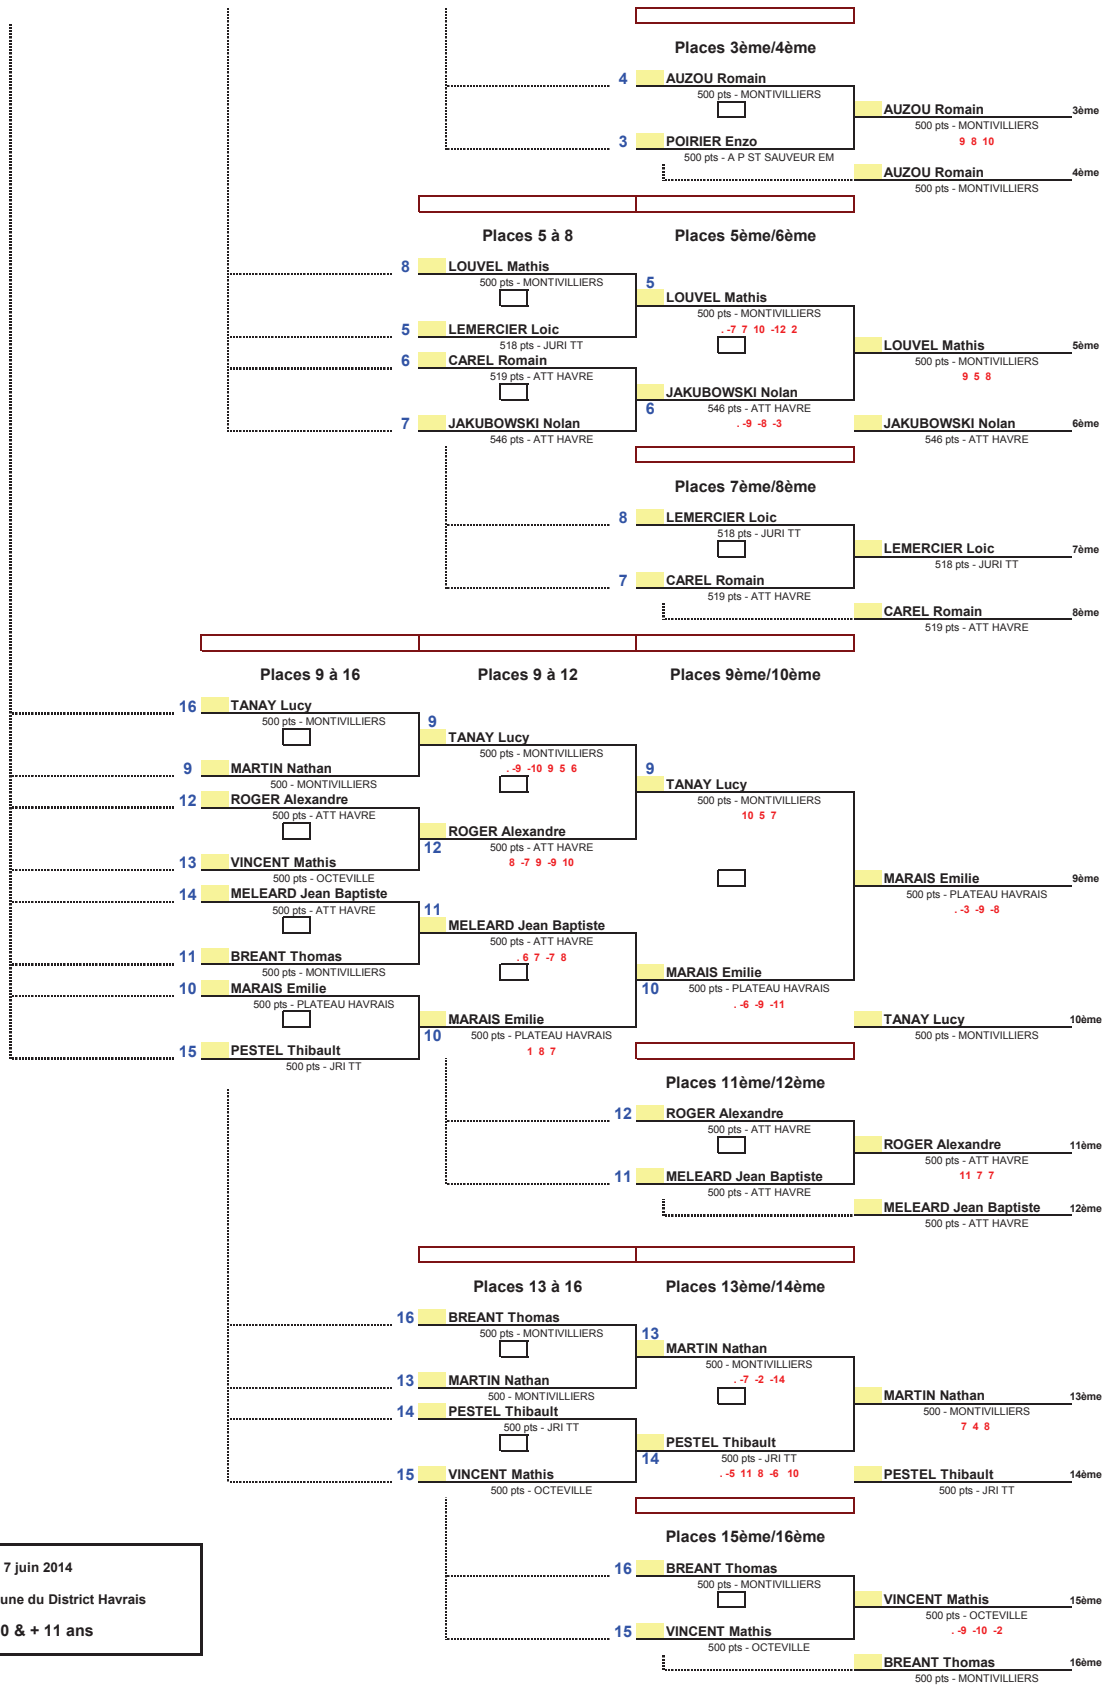 Places 3ème/4ème
4 AUZOU Romain
500 pts - MONTIVILLIERS
AUZOU Romain 3ème
500 pts - MONTIVILLIERS
9 8 10
3 POIRIER Enzo
500 pts - A P ST SAUVEUR EM
AUZOU Romain 4ème
500 pts - MONTIVILLIERS
Places 5 à 8 Places 5ème/6ème
8 LOUVEL Mathis
500 pts - MONTIVILLIERS
5
LOUVEL Mathis
500 pts - MONTIVILLIERS
. -7 7 10 -12 2
5 LEMERCIER Loic
518 pts - JURI TT
LOUVEL Mathis 5ème
500 pts - MONTIVILLIERS
9 5 8
6 CAREL Romain
519 pts - ATT HAVRE
JAKUBOWSKI Nolan
6 546 pts - ATT HAVRE
. -9 -8 -3
7 JAKUBOWSKI Nolan
546 pts - ATT HAVRE
JAKUBOWSKI Nolan 6ème
546 pts - ATT HAVRE
Places 7ème/8ème
8 LEMERCIER Loic
518 pts - JURI TT
LEMERCIER Loic 7ème
518 pts - JURI TT
7 CAREL Romain
519 pts - ATT HAVRE
CAREL Romain 8ème
519 pts - ATT HAVRE
Places 9 à 16 Places 9 à 12 Places 9ème/10ème
16 TANAY Lucy
500 pts - MONTIVILLIERS
9
TANAY Lucy
500 pts - MONTIVILLIERS
. -9 -10 9 5 6
9 MARTIN Nathan
500 - MONTIVILLIERS
9
TANAY Lucy
500 pts - MONTIVILLIERS
10 5 7
12 ROGER Alexandre
500 pts - ATT HAVRE
ROGER Alexandre
12 500 pts - ATT HAVRE
8 -7 9 -9 10
13 VINCENT Mathis
500 pts - OCTEVILLE
MARAIS Emilie 9ème
500 pts - PLATEAU HAVRAIS
. -3 -9 -8
14 MELEARD Jean Baptiste
500 pts - ATT HAVRE
11
MELEARD Jean Baptiste
500 pts - ATT HAVRE
. 6 7 -7 8
11 BREANT Thomas
500 pts - MONTIVILLIERS
MARAIS Emilie
10 500 pts - PLATEAU HAVRAIS
. -6 -9 -11
10 MARAIS Emilie
500 pts - PLATEAU HAVRAIS
MARAIS Emilie
10 500 pts - PLATEAU HAVRAIS
1 8 7
TANAY Lucy 10ème
500 pts - MONTIVILLIERS
15 PESTEL Thibault
500 pts - JRI TT
Places 11ème/12ème
12 ROGER Alexandre
500 pts - ATT HAVRE
ROGER Alexandre 11ème
500 pts - ATT HAVRE
11 7 7
11 MELEARD Jean Baptiste
500 pts - ATT HAVRE
MELEARD Jean Baptiste 12ème
500 pts - ATT HAVRE
Places 13 à 16 Places 13ème/14ème
16 BREANT Thomas
500 pts - MONTIVILLIERS
13
MARTIN Nathan
500 - MONTIVILLIERS
. -7 -2 -14
13 MARTIN Nathan
500 - MONTIVILLIERS
MARTIN Nathan 13ème
500 - MONTIVILLIERS
7 4 8
14 PESTEL Thibault
500 pts - JRI TT
PESTEL Thibault
14 500 pts - JRI TT
. -5 11 8 -6 10
15 VINCENT Mathis
500 pts - OCTEVILLE
PESTEL Thibault 14ème
500 pts - JRI TT
Places 15ème/16ème
16 BREANT Thomas
500 pts - MONTIVILLIERS
VINCENT Mathis 15ème
500 pts - OCTEVILLE
. -9 -10 -2
15 VINCENT Mathis
500 pts - OCTEVILLE
BREANT Thomas 16ème
500 pts - MONTIVILLIERS
7 juin 2014
une du District Havrais
0 & + 11 ans